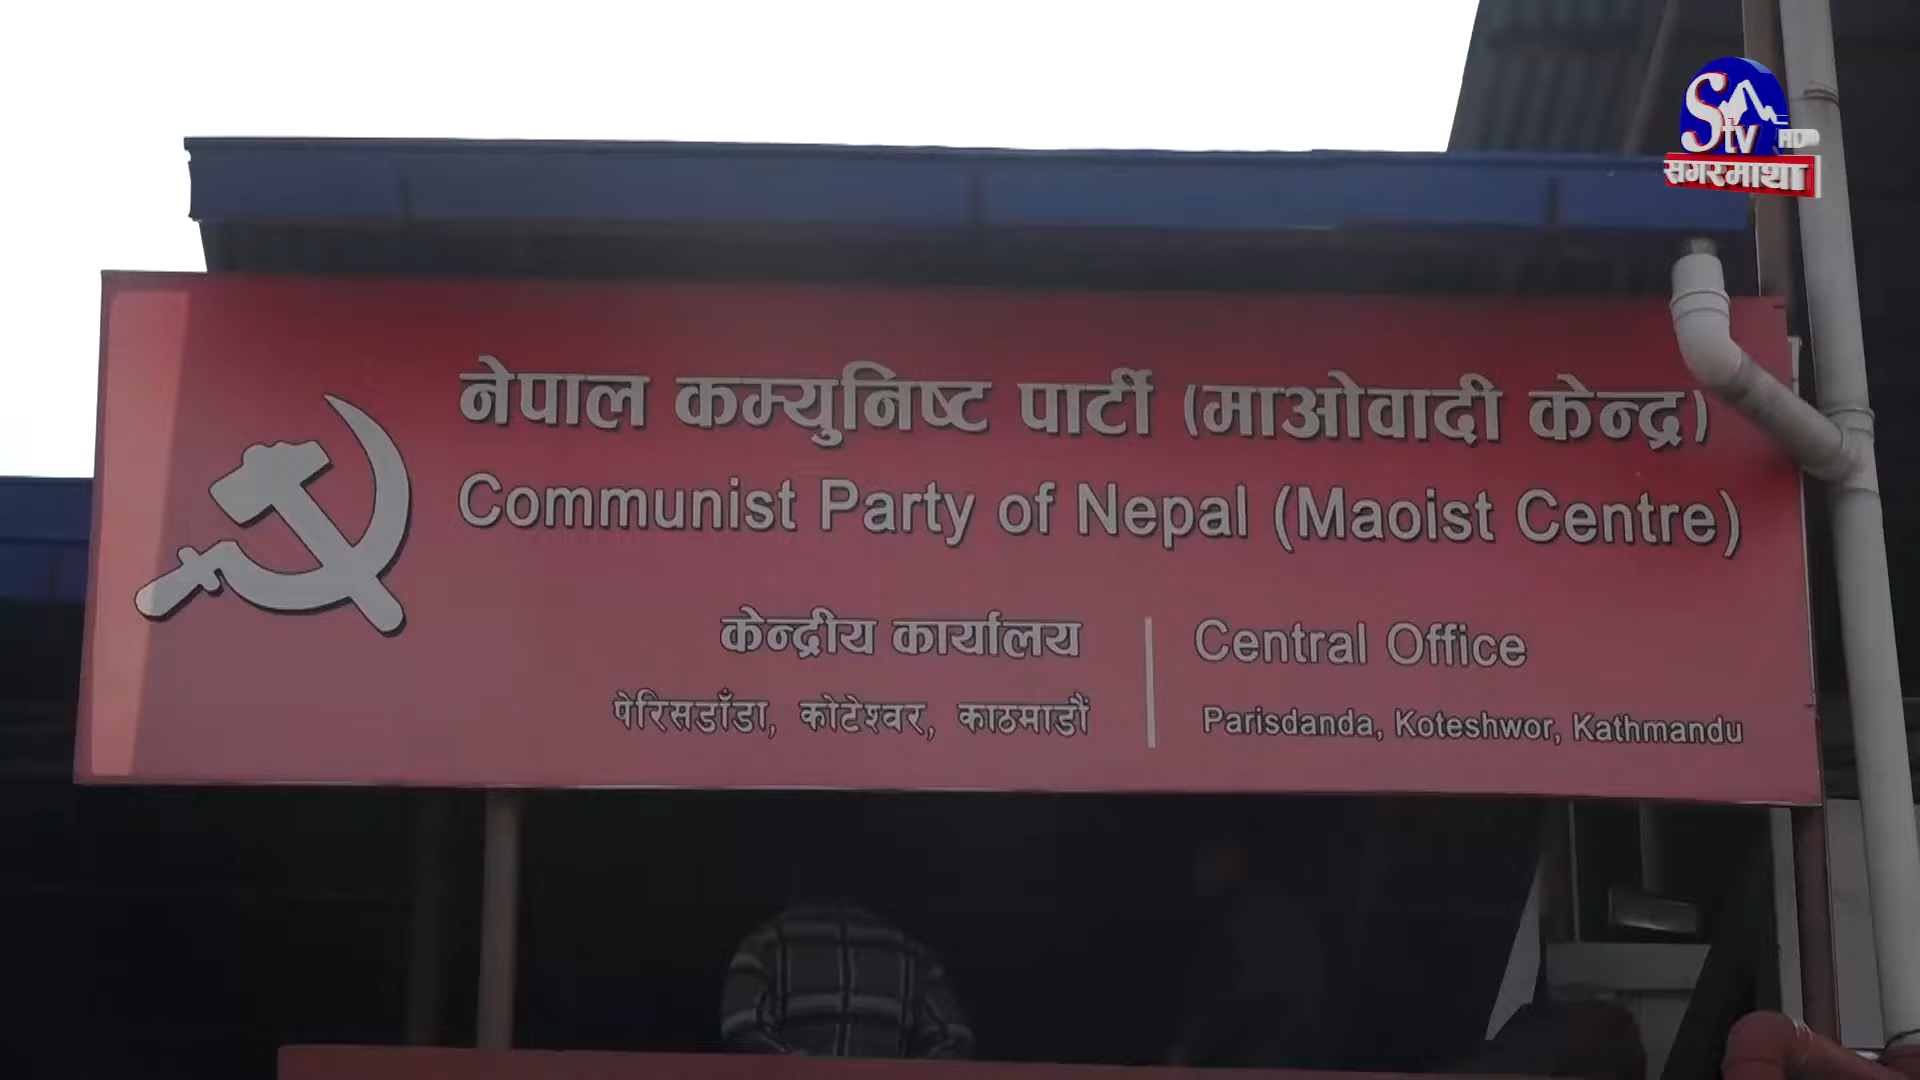 STV HD
सगरमाथा
नेपाल कम्युनिष्ट पार्टी (माओवादी केन्द्र)
Communist Party of Nepal (Maoist Centre)
केन्द्रीय कार्यालय
पेरिसडाँडा, कोटेश्वर, काठमाडौं
Central Office
Parisdanda, Koteshwor, Kathmandu